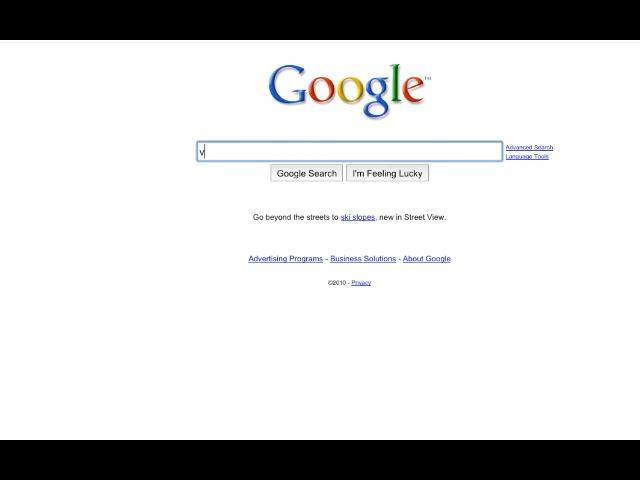 Google™
v
Advanced Search
Language Tools
Google Search I'm Feeling Lucky
Go beyond the streets to ski slopes, new in Street View.
Advertising Programs - Business Solutions - About Google
©2010 - Privacy